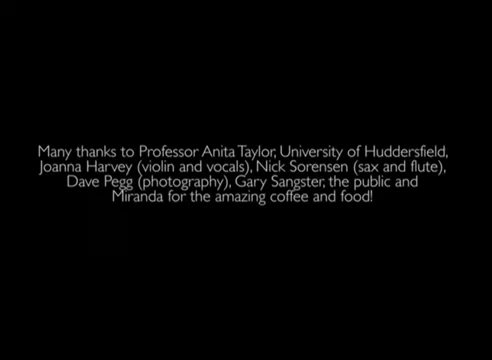 Many thanks to Professor Anita Taylor, University of Huddersfield,
Joanna Harvey (violin and vocals), Nick Sorensen (sax and flute),
Dave Pegg (photography), Gary Sangster, the public and
Miranda for the amazing coffee and food!